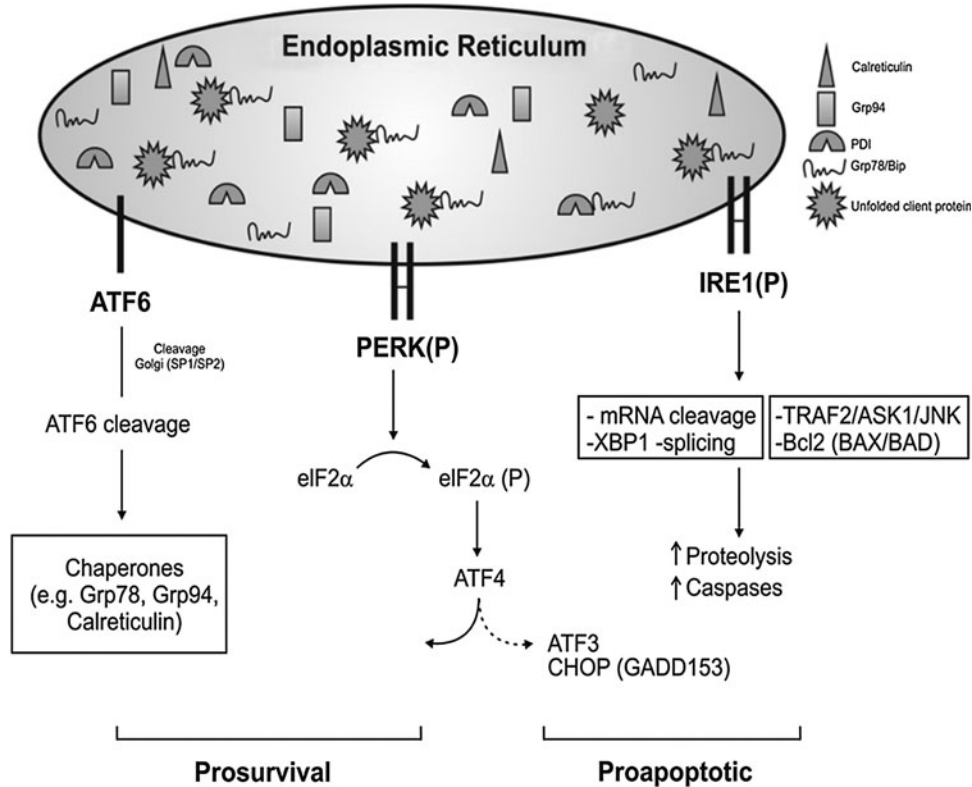 Endoplasmic Reticulum
Calreticulin
Grp94
PDI
Grp78/Bip
Unfolded client protein
ATF6
Cleavage
Golgi (SP1/SP2)
ATF6 cleavage
Chaperones
(e.g. Grp78, Grp94,
Calreticulin)
PERK(P)
eIF2α
eIF2α (P)
ATF4
ATF3
CHOP (GADD153)
IRE1(P)
- mRNA cleavage
-XBP1 -splicing
-TRAF2/ASK1/JNK
-Bcl2 (BAX/BAD)
↑ Proteolysis
↑ Caspases
Prosurvival
Proapoptotic